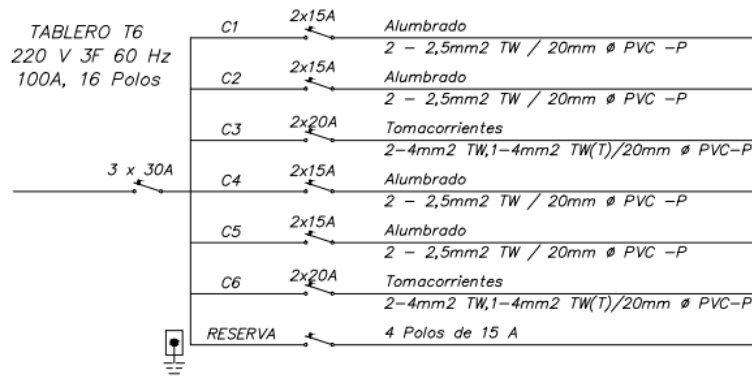 TABLERO T6
220 V 3F 60 Hz
100A, 16 Polos
3 x 30A
C1 2x15A Alumbrado
2 - 2,5mm2 TW / 20mm ø PVC -P
C2 2x15A Alumbrado
2 - 2,5mm2 TW / 20mm ø PVC -P
C3 2x20A Tomacorrientes
2-4mm2 TW,1-4mm2 TW(T)/20mm ø PVC-P
C4 2x15A Alumbrado
2 - 2,5mm2 TW / 20mm ø PVC -P
C5 2x15A Alumbrado
2 - 2,5mm2 TW / 20mm ø PVC -P
C6 2x20A Tomacorrientes
2-4mm2 TW,1-4mm2 TW(T)/20mm ø PVC-P
RESERVA 4 Polos de 15 A